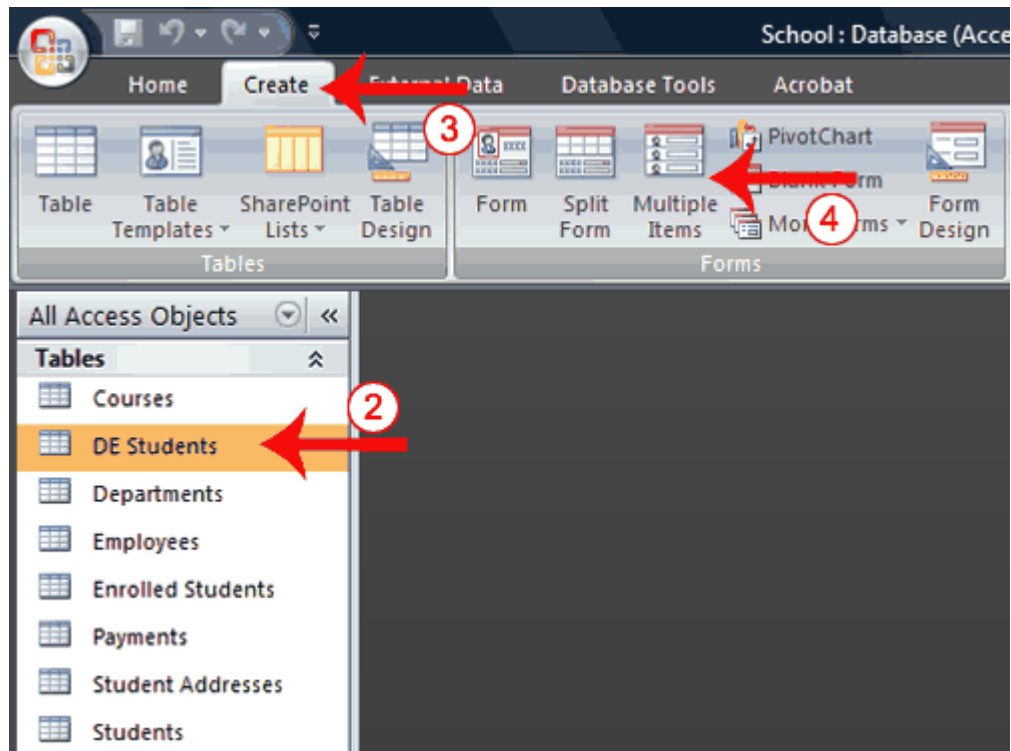 School : Database (Acce
Home Create External Data Database Tools Acrobat
3
Table Table Templates SharePoint Lists Table Design Form Split Form Multiple Items PivotChart Form Design
Blank Form
4
Tables Forms
All Access Objects «
Tables
Courses
2
DE Students
Departments
Employees
Enrolled Students
Payments
Student Addresses
Students